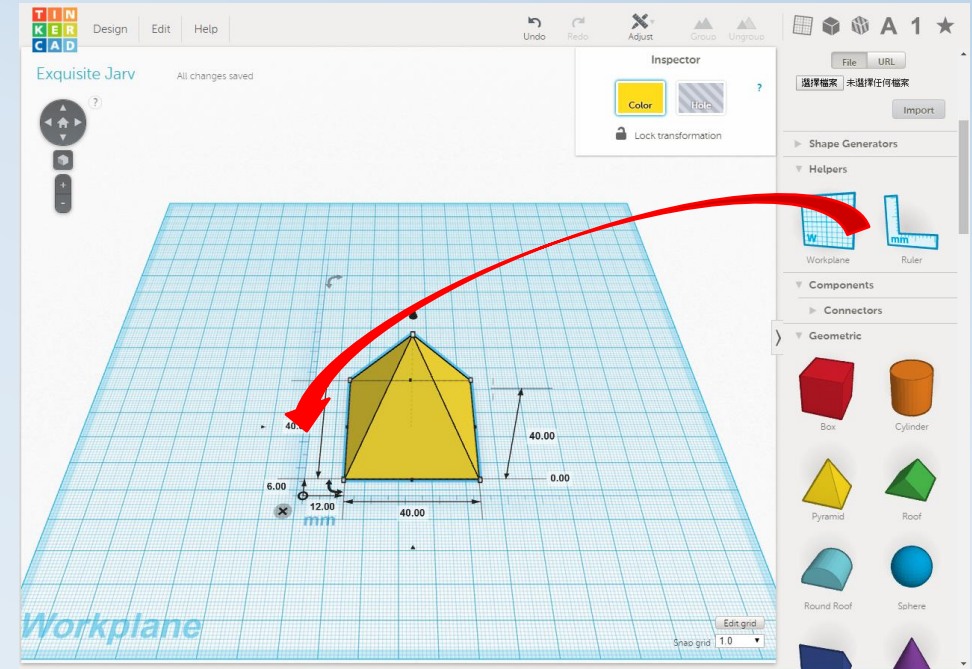 TIN
KER
CAD
Design Edit Help
Undo Redo Adjust Group Ungroup
A 1
Exquisite Jarv All changes saved
?
+
-
Inspector
Color Hole ?
Lock transformation
File URL
選擇檔案 未選擇任何檔案
Import
Shape Generators
Helpers
W mm
Workplane Ruler
Components
Connectors
Geometric
Box Cylinder
Pyramid Roof
Round Roof Sphere
40.00
0.00
6.00
12.00
40.00
mm
Workplane
Edit grid
Snap grid 1.0